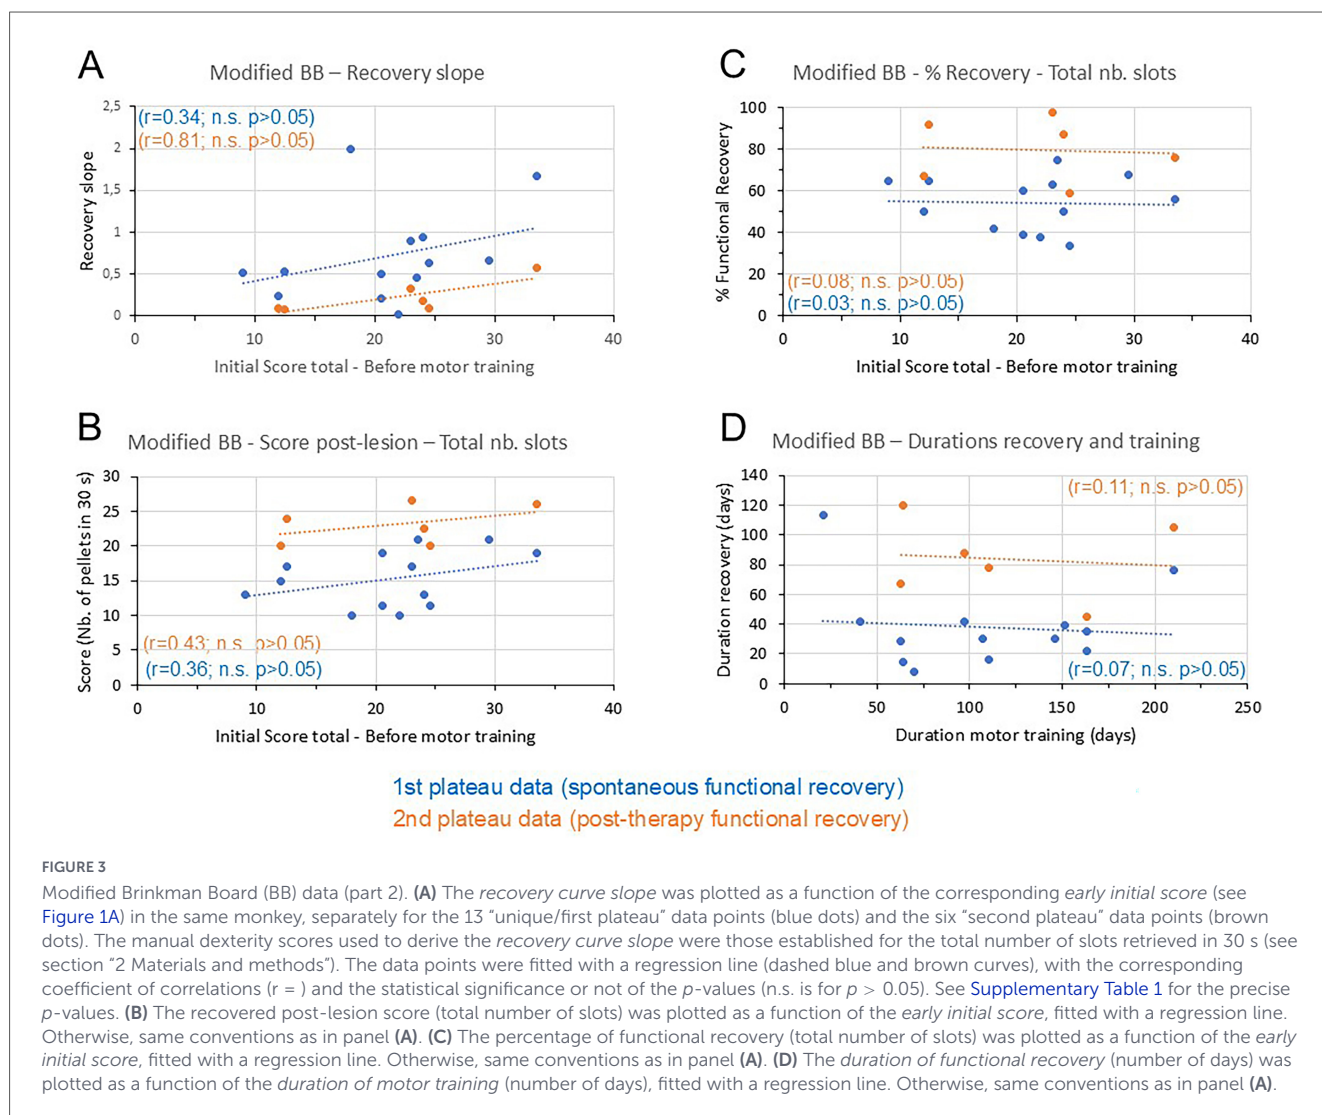 A
Modified BB – Recovery slope
(r=0.34; n.s. p>0.05)
(r=0.81; n.s. p>0.05)
Recovery slope
2,5
2
1,5
1
0,5
0
0 10 20 30 40
Initial Score total - Before motor training
C
Modified BB - % Recovery - Total nb. slots
% Functional Recovery
100
80
60
40
20
0
(r=0.08; n.s. p>0.05)
(r=0.03; n.s. p>0.05)
0 10 20 30 40
Initial Score total - Before motor training
B
Modified BB - Score post-lesion – Total nb. slots
Score (Nb. of pellets in 30 s)
30
25
20
15
10
5
0
(r=0.43; n.s. p>0.05)
(r=0.36; n.s. p>0.05)
0 10 20 30 40
Initial Score total - Before motor training
D
Modified BB – Durations recovery and training
Duration recovery (days)
140
120
100
80
60
40
20
0
(r=0.11; n.s. p>0.05)
(r=0.07; n.s. p>0.05)
0 50 100 150 200 250
Duration motor training (days)
1st plateau data (spontaneous functional recovery)
2nd plateau data (post-therapy functional recovery)
FIGURE 3
Modified Brinkman Board (BB) data (part 2). (A) The recovery curve slope was plotted as a function of the corresponding early initial score (see
Figure 1A) in the same monkey, separately for the 13 “unique/first plateau” data points (blue dots) and the six “second plateau” data points (brown
dots). The manual dexterity scores used to derive the recovery curve slope were those established for the total number of slots retrieved in 30 s (see
section “2 Materials and methods”). The data points were fitted with a regression line (dashed blue and brown curves), with the corresponding
coefficient of correlations (r = ) and the statistical significance or not of the p-values (n.s. is for p > 0.05). See Supplementary Table 1 for the precise
p-values. (B) The recovered post-lesion score (total number of slots) was plotted as a function of the early initial score, fitted with a regression line.
Otherwise, same conventions as in panel (A). (C) The percentage of functional recovery (total number of slots) was plotted as a function of the early
initial score, fitted with a regression line. Otherwise, same conventions as in panel (A). (D) The duration of functional recovery (number of days) was
plotted as a function of the duration of motor training (number of days), fitted with a regression line. Otherwise, same conventions as in panel (A).